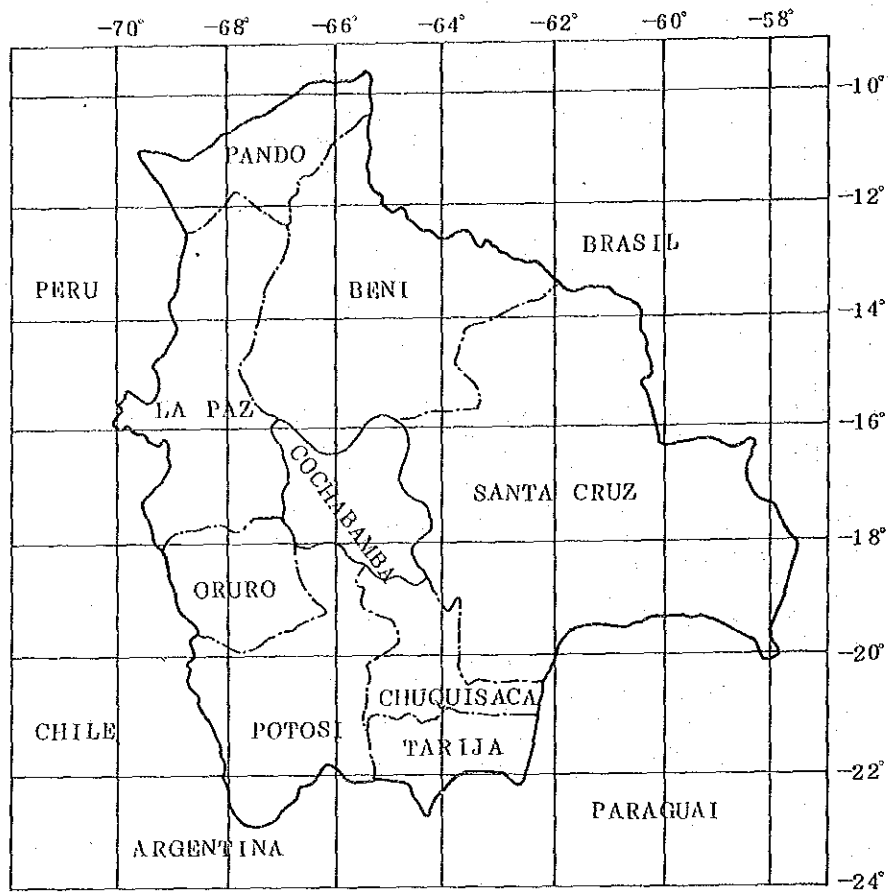 -70° -68° -66° -64° -62° -60° -58°
-10°
PANDO
-12°
BRASIL
PERU
BENI
-14°
LA PAZ
-16°
COCHABAMBA
SANTA CRUZ
-18°
ORURO
-20°
CHUQUISACA
CHILE
POTOSI
TARIJA
-22°
PARAGUAI
ARGENTINA
-24°